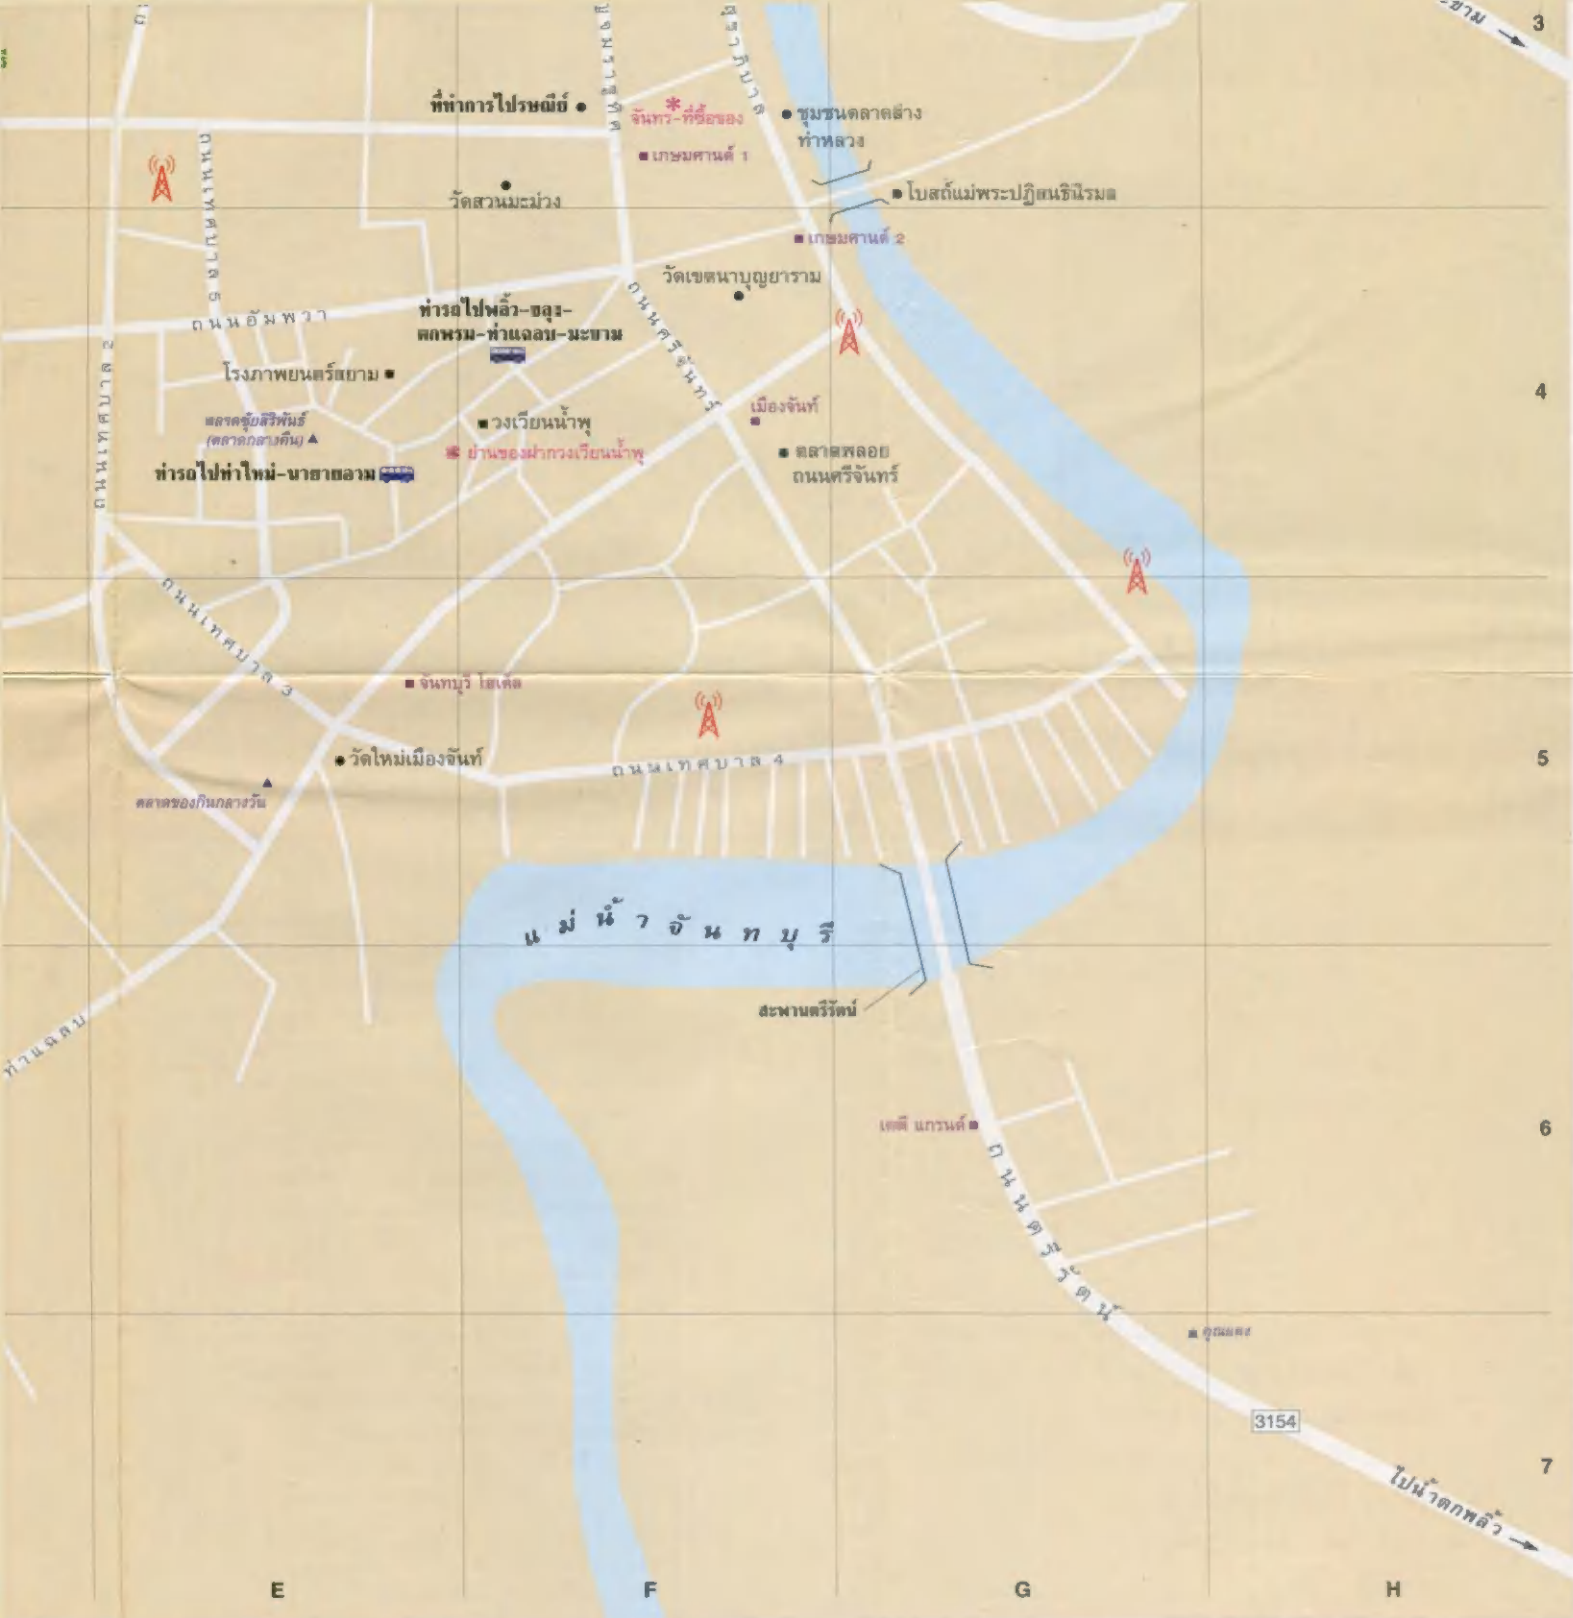 3
ที่ทำการไปรษณีย์
จันทร-ที่ซื้อของ
เกษมศานต์ 1
ชุมชนตลาดล่าง
ท่าหลวง
วัดสวนมะม่วง
โบสถ์แม่พระปฏิสนธินิรมล
เกษมศานต์ 2
วัดเขตนาบุญยาราม
ถนนเทศบาล 5
ถนนอัมพวา
ท่ารถไปพลิ้ว-ขลุง-
ตกพรม-ท่าแฉลบ-มะขาม
ถนนศรีจันทร์
ถนนเทศบาล 2
โรงภาพยนตร์สยาม
4
เมืองจันท์
วงเวียนน้ำพุ
(ตลาดกลางคืน)
ย่านของฝากวงเวียนน้ำพุ
ตลาดพลอย
ถนนศรีจันทร์
ท่ารถไปท่าใหม่-นายายอาม
ถนนเทศบาล 3
จันทบุรี โฮเต็ล
วัดใหม่เมืองจันท์
ถนนเทศบาล 4
5
ตลาดของกินกลางวัน
แม่น้ำจันทบุรี
สะพานตรีรัตน์
ท่าแฉลบ
เคพี แกรนด์
6
ถนนตรีรัตน์
คุณแดง
3154
7
ไปน้ำตกพลิ้ว
E
F
G
H